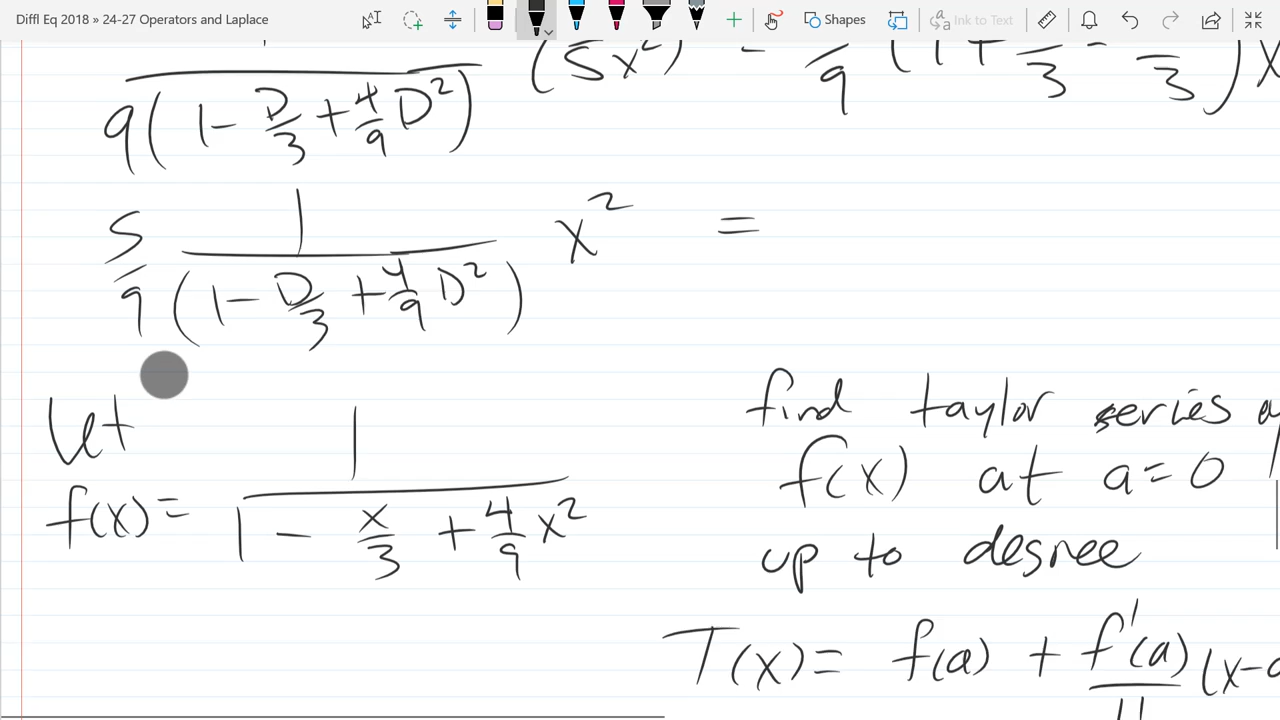 Diffl Eq 2018 » 24-27 Operators and Laplace
Shapes
Ink to Text
9(1 - D/3 + 4/9 D²) (5x²)
5/9 1/(1 - D/3 + 4/9 D²) x² =
Let
f(x) = 1/(1 - x/3 + 4/9 x²)
find taylor series
f(x) at a=0
up to desree
T(x) = f(a) + f'(a)